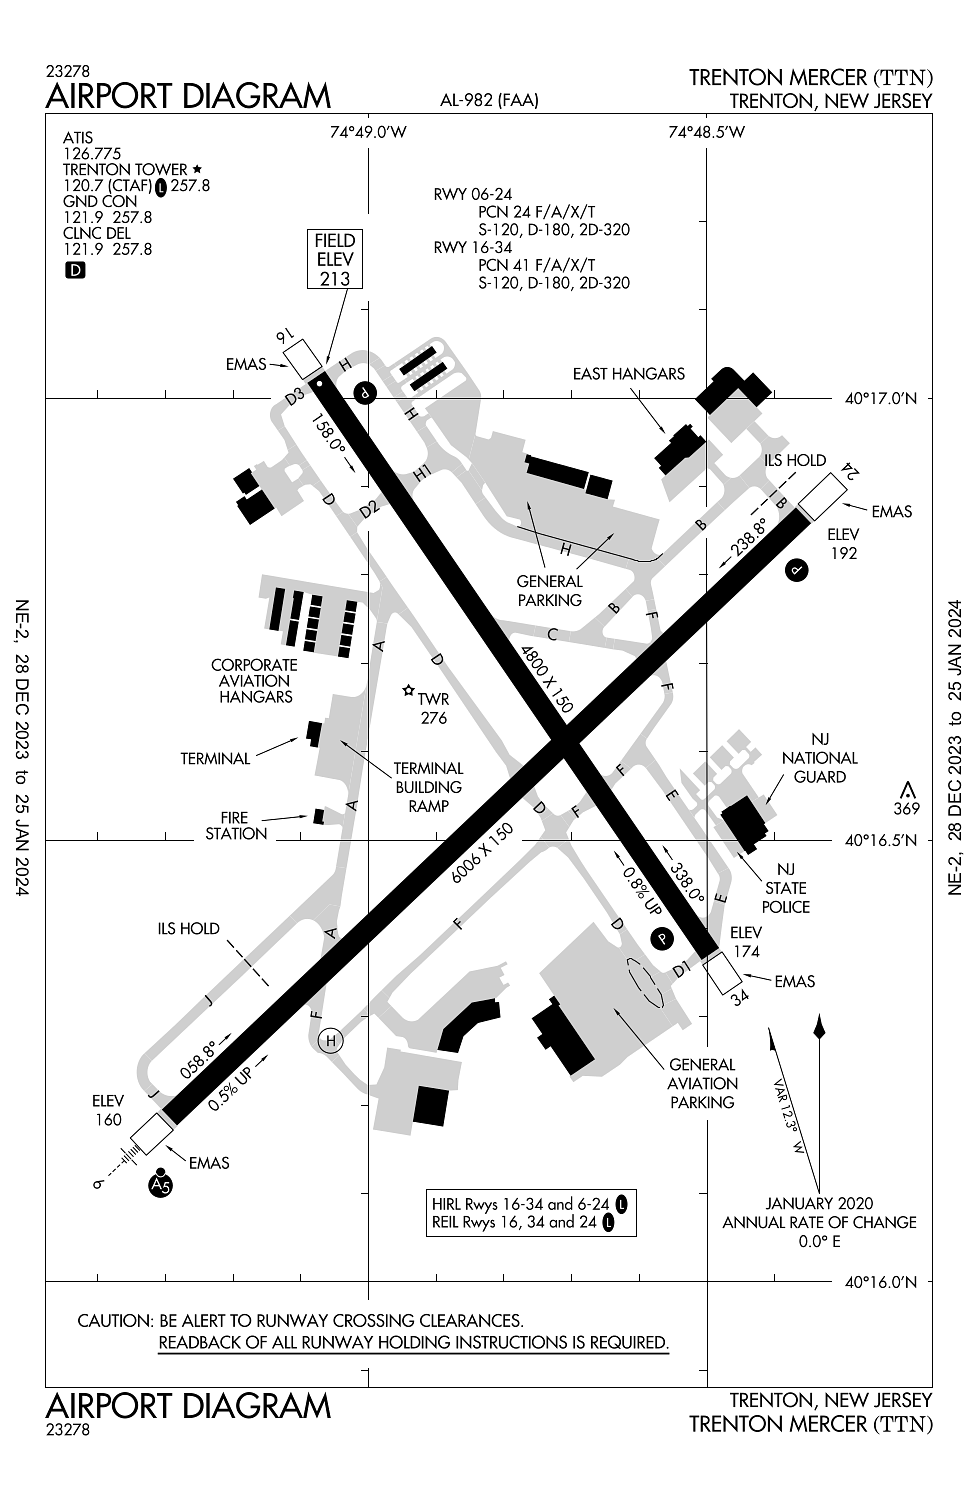 23278
AIRPORT DIAGRAM
AL-982 (FAA)
TRENTON MERCER (TTN)
TRENTON, NEW JERSEY
74°49.0'W
74°48.5'W
ATIS
126.775
TRENTON TOWER
120.7 (CTAF) L 257.8
GND CON
121.9 257.8
CLNC DEL
121.9 257.8
D
RWY 06-24
PCN 24 F/A/X/T
S-120, D-180, 2D-320
RWY 16-34
PCN 41 F/A/X/T
S-120, D-180, 2D-320
FIELD
ELEV
213
16
EMAS
H
D3
P
158.0°
H
EAST HANGARS
40°17.0'N
H1
D
D2
ILS HOLD
24
B
EMAS
B
238.8°
ELEV
192
P
H
GENERAL
PARKING
B
F
C
A
D
CORPORATE
AVIATION
HANGARS
4800 X 150
F
TWR
276
TERMINAL
TERMINAL
BUILDING
RAMP
NJ
NATIONAL
GUARD
F
E
369
A
FIRE
STATION
D
F
40°16.5'N
6006 X 150
0.8% UP
338.0°
NJ
STATE
POLICE
E
ILS HOLD
A
F
D
P
ELEV
174
D1
EMAS
34
J
F
H
058.8°
0.5% UP
J
ELEV
160
EMAS
6
A5
GENERAL
AVIATION
PARKING
VAR 12.3° W
JANUARY 2020
ANNUAL RATE OF CHANGE
0.0° E
HIRL Rwys 16-34 and 6-24 L
REIL Rwys 16, 34 and 24 L
40°16.0'N
CAUTION: BE ALERT TO RUNWAY CROSSING CLEARANCES.
READBACK OF ALL RUNWAY HOLDING INSTRUCTIONS IS REQUIRED.
AIRPORT DIAGRAM
23278
TRENTON, NEW JERSEY
TRENTON MERCER (TTN)
NE-2, 28 DEC 2023 to 25 JAN 2024
NE-2, 28 DEC 2023 to 25 JAN 2024